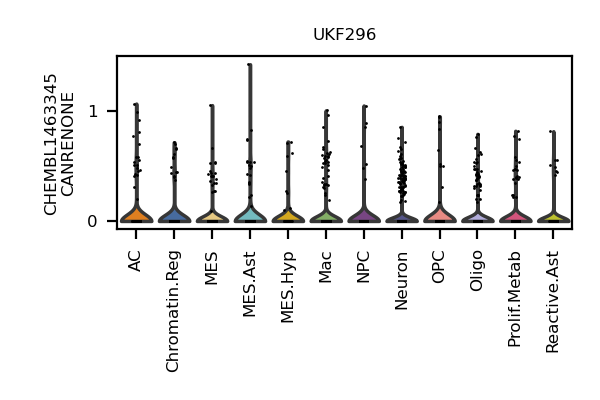 UKF296
CHEMBL1463345
CANRENONE
1
0
AC
Chromatin.Reg
MES
MES.Ast
MES.Hyp
Mac
NPC
Neuron
OPC
Oligo
Prolif.Metab
Reactive.Ast